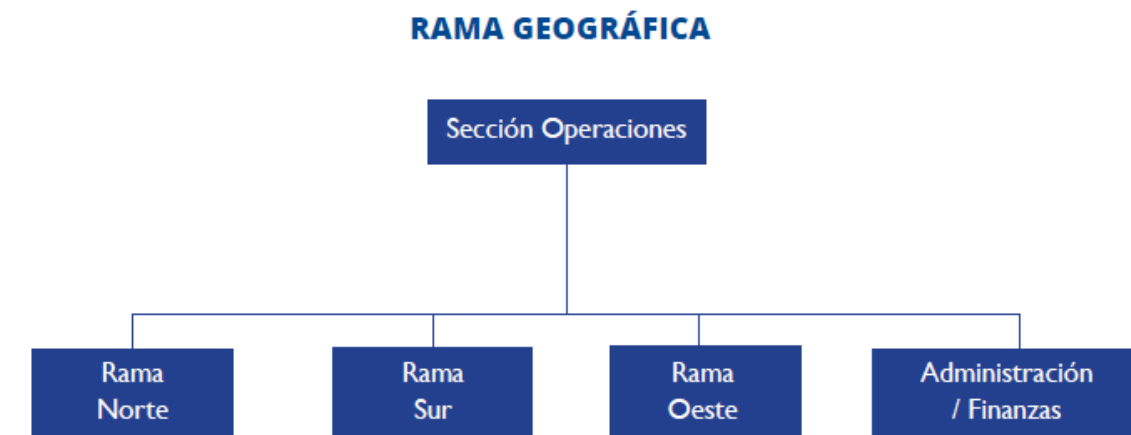 RAMA GEOGRÁFICA
Sección Operaciones
Rama
Norte
Rama
Sur
Rama
Oeste
Administración
/ Finanzas